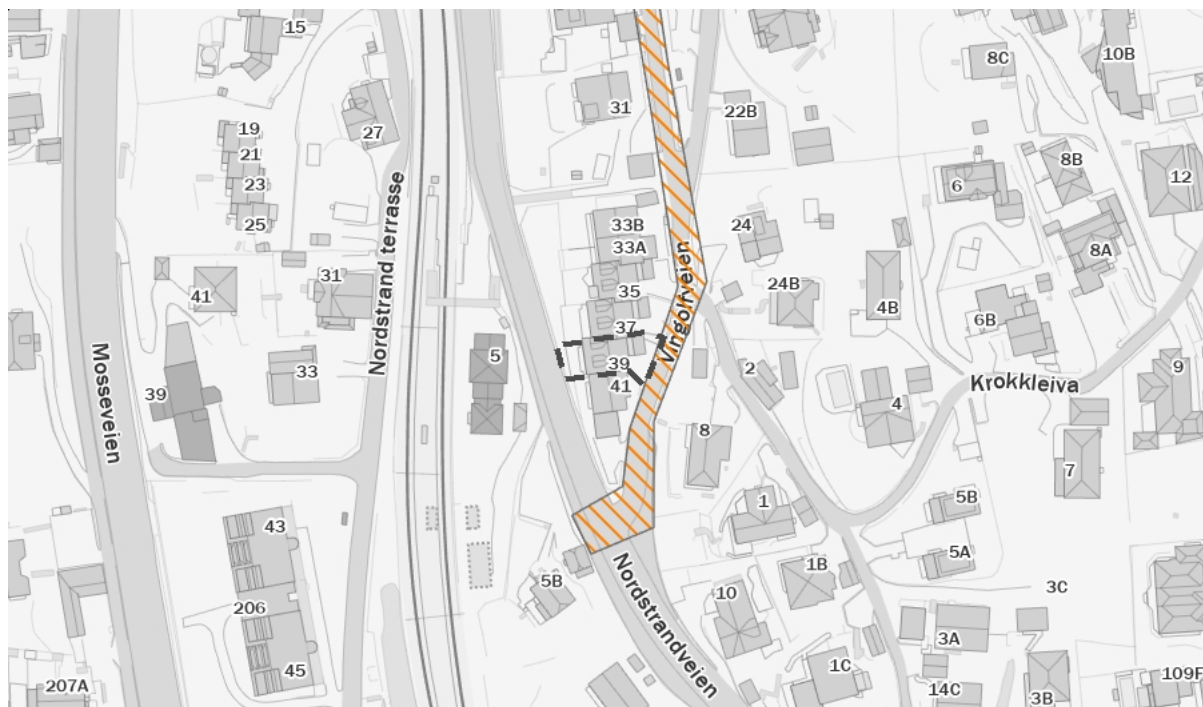 15
8C
10B
31
22B
19
27
21
8B
12
23
6
25
33B
24
33A
8A
Nordstrand terrasse
Vingolfveien
31
41
35
24B
4B
6B
37
Mosseveien
5
39
2
9
33
41
Krokkleiva
39
4
8
7
1
5B
43
5A
1B
5B
3C
10
206
Nordstrandveien
3A
45
1C
207A
14C
3B
109F